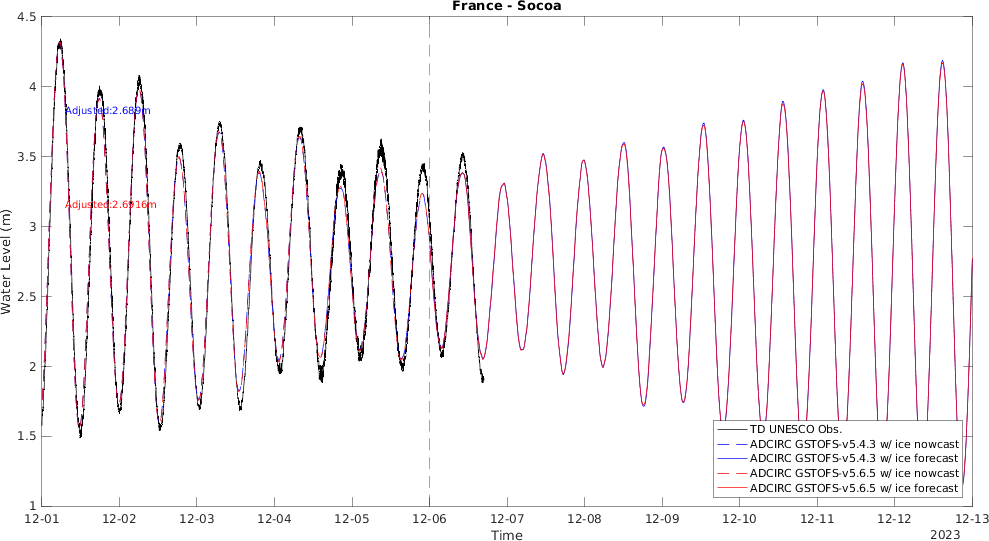 France - Socoa
4.5
4
3.5
3
2.5
2
1.5
1
Water Level (m)
Adjusted:2.689m
Adjusted:2.6916m
TD UNESCO Obs.
ADCIRC GSTOFS-v5.4.3 w/ ice nowcast
ADCIRC GSTOFS-v5.4.3 w/ ice forecast
ADCIRC GSTOFS-v5.6.5 w/ ice nowcast
ADCIRC GSTOFS-v5.6.5 w/ ice forecast
12-01 12-02 12-03 12-04 12-05 12-06 12-07 12-08 12-09 12-10 12-11 12-12 12-13
Time
2023